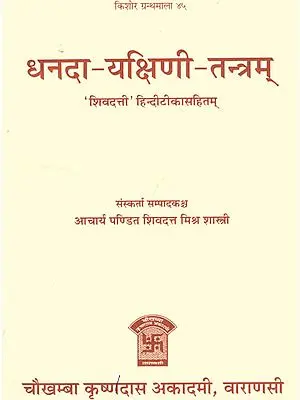 किशोर ग्रन्थमाला ४५
धनदा-यक्षिणी-तन्त्रम्
'शिवदत्ती' हिन्दीटीकासहितम्
संस्कर्ता सम्पादकश्च
आचार्य पण्डित शिवदत्त मिश्र शास्त्री
चौखम्बा कृष्णदास अकादमी, वाराणसी